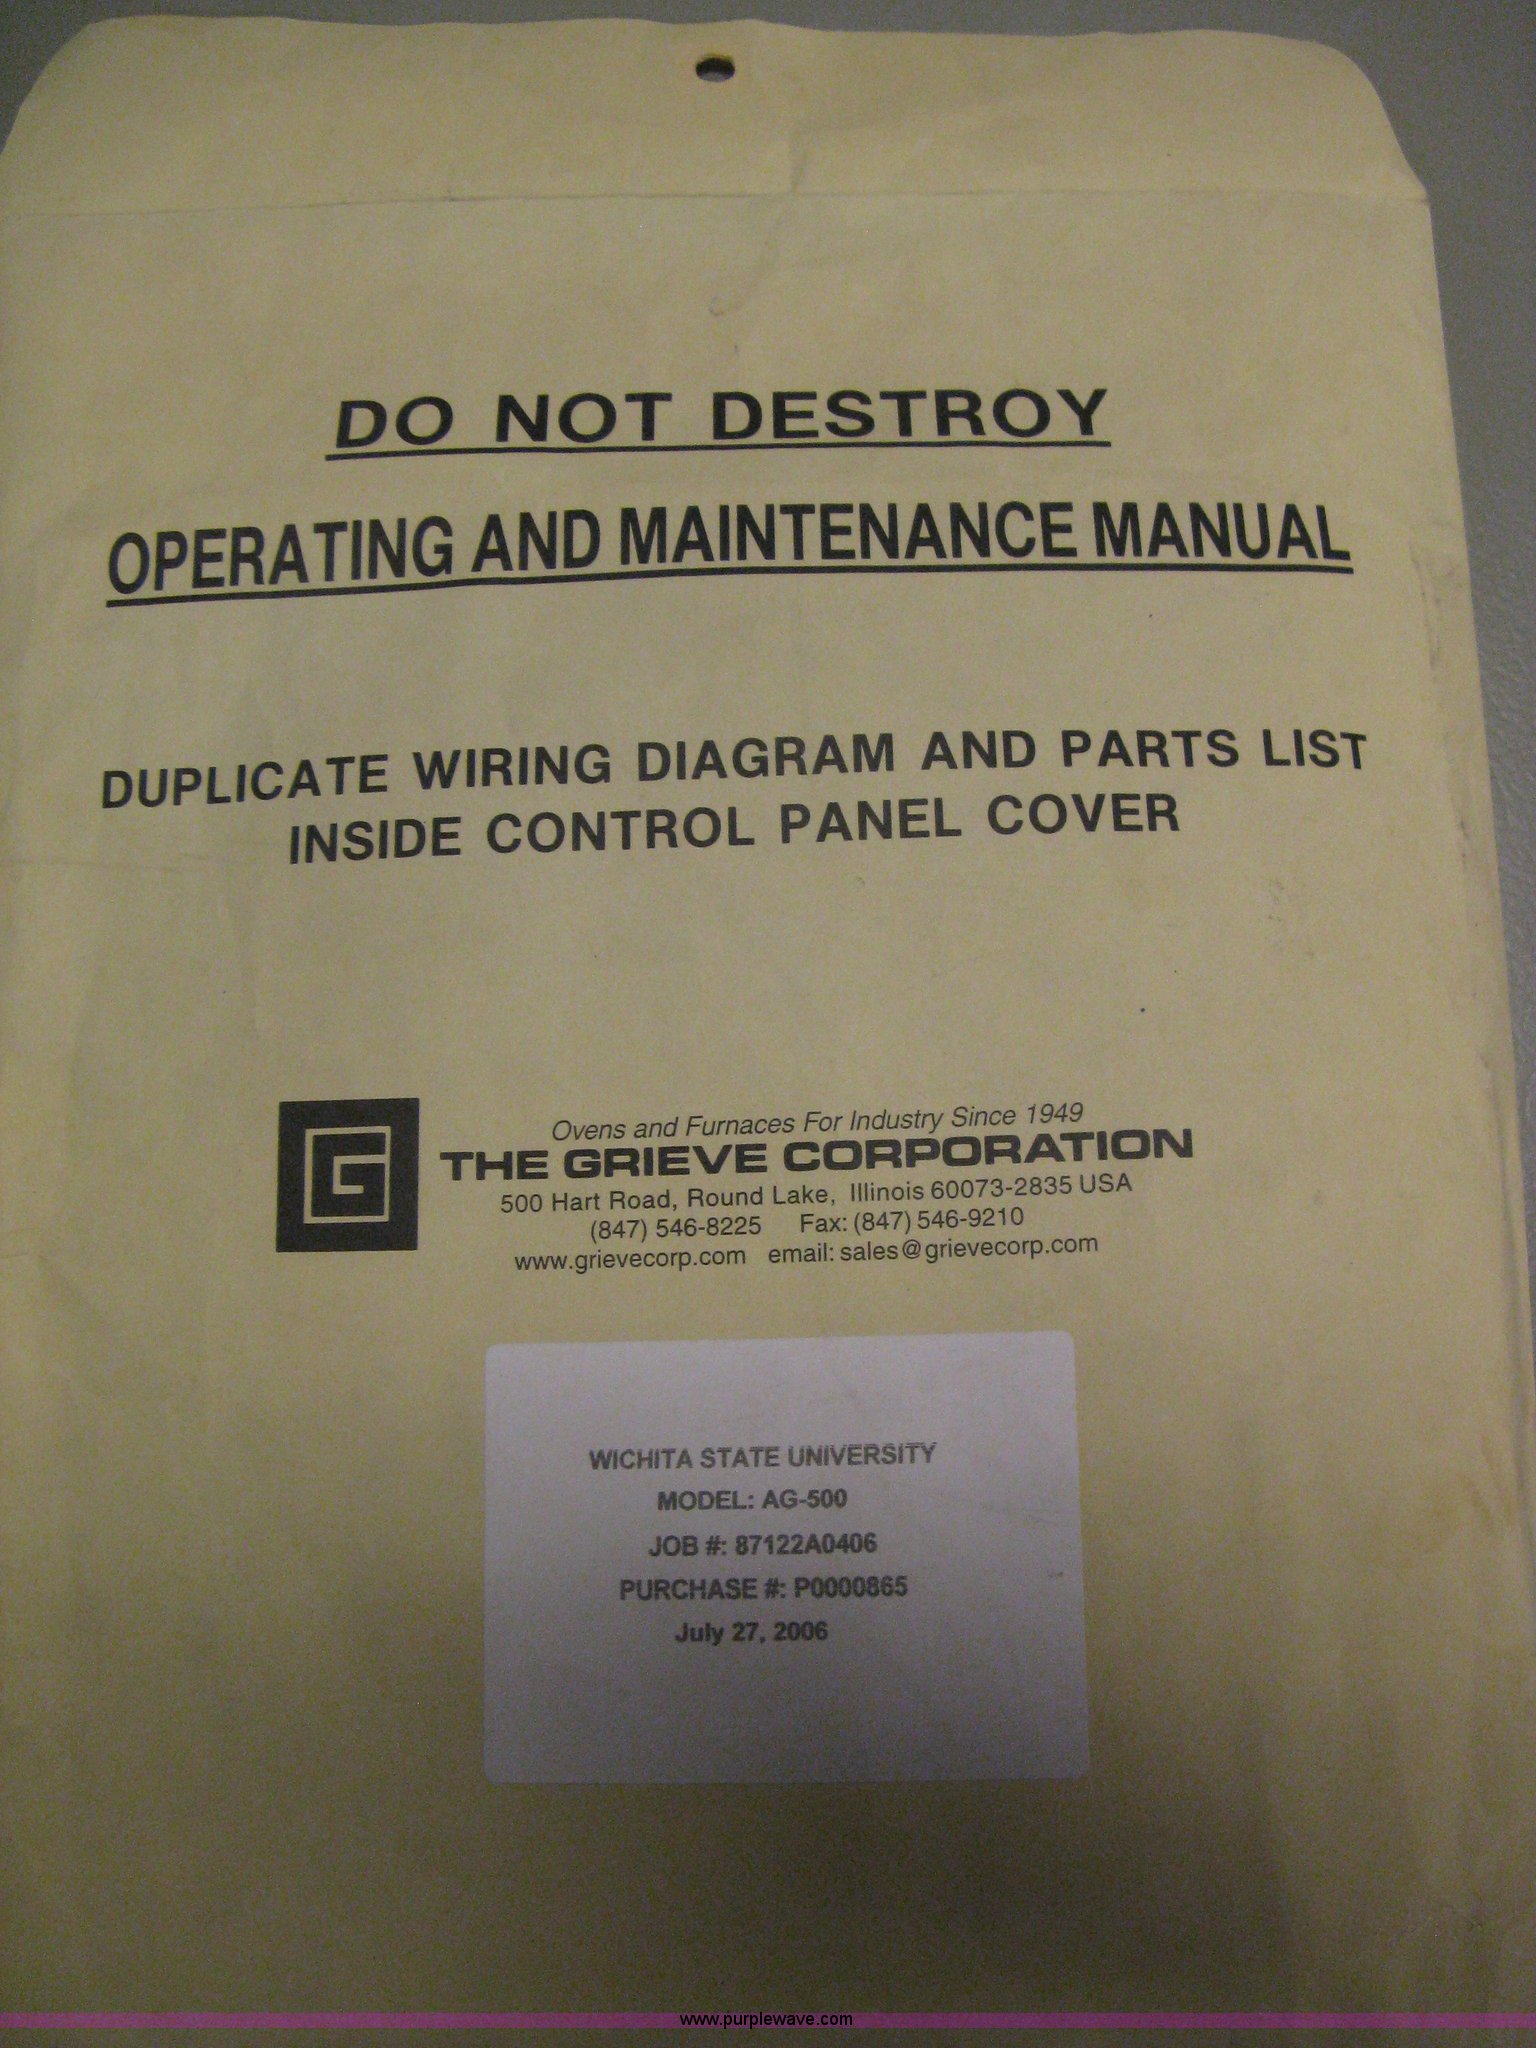 DO NOT DESTROY
OPERATING AND MAINTENANCE MANUAL
DUPLICATE WIRING DIAGRAM AND PARTS LIST
INSIDE CONTROL PANEL COVER
G
Ovens and Furnaces For Industry Since 1949
THE GRIEVE CORPORATION
500 Hart Road, Round Lake, Illinois 60073-2835 USA
(847) 546-8225 Fax: (847) 546-9210
www.grievecorp.com email: sales@grievecorp.com
WICHITA STATE UNIVERSITY
MODEL: AG-500
JOB #: 87122A0406
PURCHASE #: P0000865
July 27, 2006
www.purplewave.com